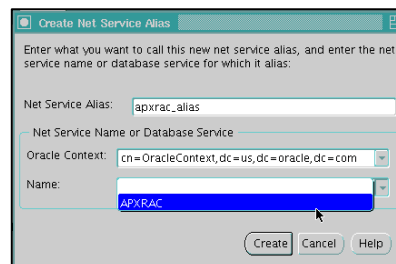 Create Net Service Alias
Enter what you want to call this new net service alias, and enter the net
service name or database service for which it alias:
Net Service Alias: apxrac_alias
Net Service Name or Database Service
Oracle Context: cn=OracleContext,dc=us,dc=oracle,dc=com
Name:
APXRAC
Create Cancel Help